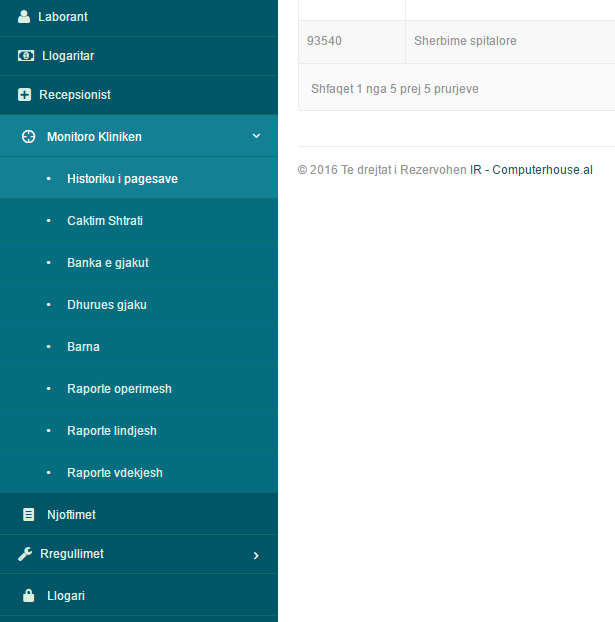 Laborant
Llogaritar
Recepsionist
Monitoro Kliniken
Historiku i pagesave
Caktim Shtrati
Banka e gjakut
Dhurues gjaku
Barna
Raporte operimesh
Raporte lindjesh
Raporte vdekjesh
Njoftimet
Rregullimet
Llogari
93540 Sherbime spitalore
Shfaqet 1 nga 5 prej 5 prurjeve
© 2016 Te drejtat i Rezervohen IR - Computerhouse.al